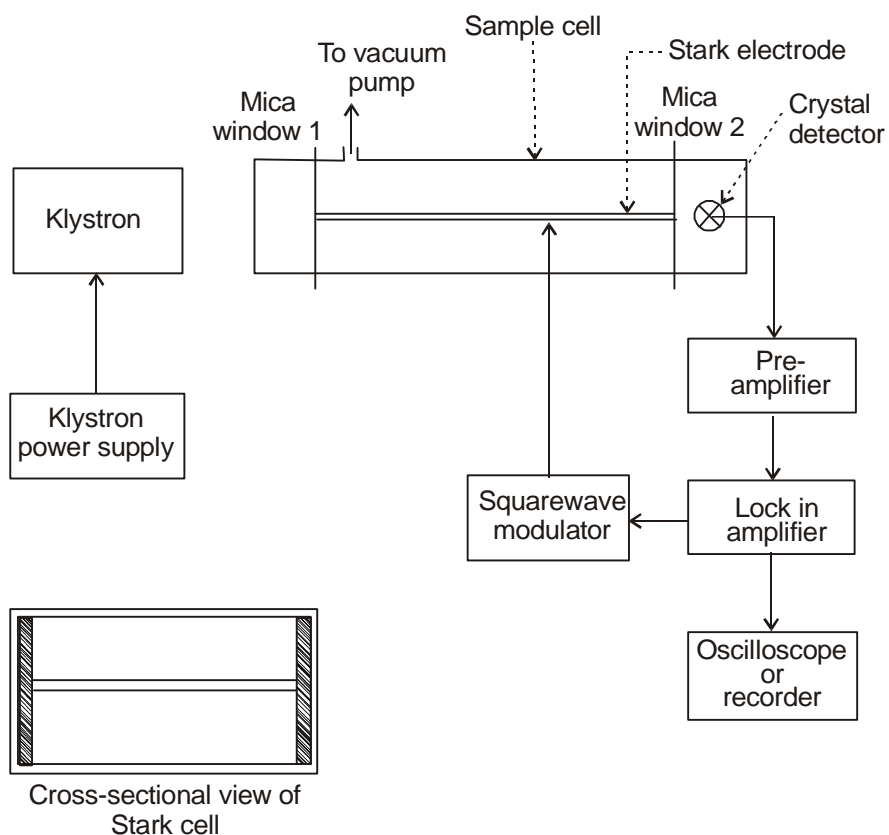 Sample cell
To vacuum
pump
Stark electrode
Mica
window 1
Mica
window 2
Crystal
detector
Klystron
Klystron
power supply
Pre-
amplifier
Squarewave
modulator
Lock in
amplifier
Oscilloscope
or
recorder
Cross-sectional view of
Stark cell